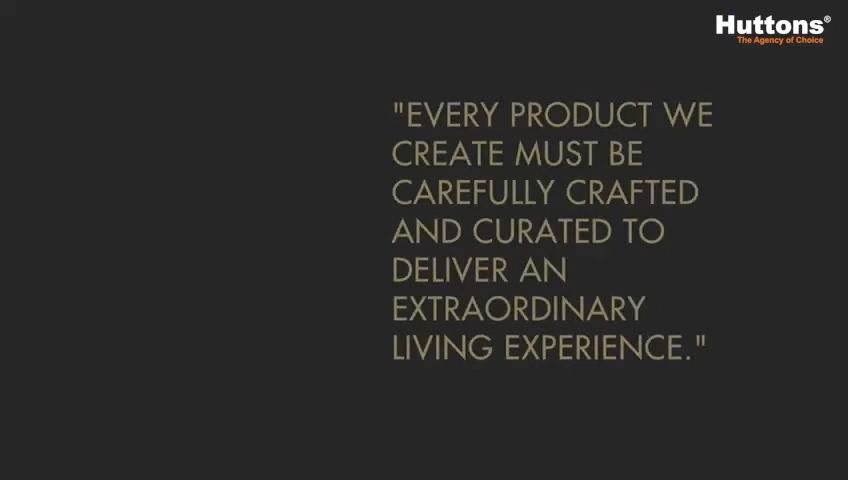 Huttons®
The Agency of Choice
"EVERY PRODUCT WE
CREATE MUST BE
CAREFULLY CRAFTED
AND CURATED TO
DELIVER AN
EXTRAORDINARY
LIVING EXPERIENCE."